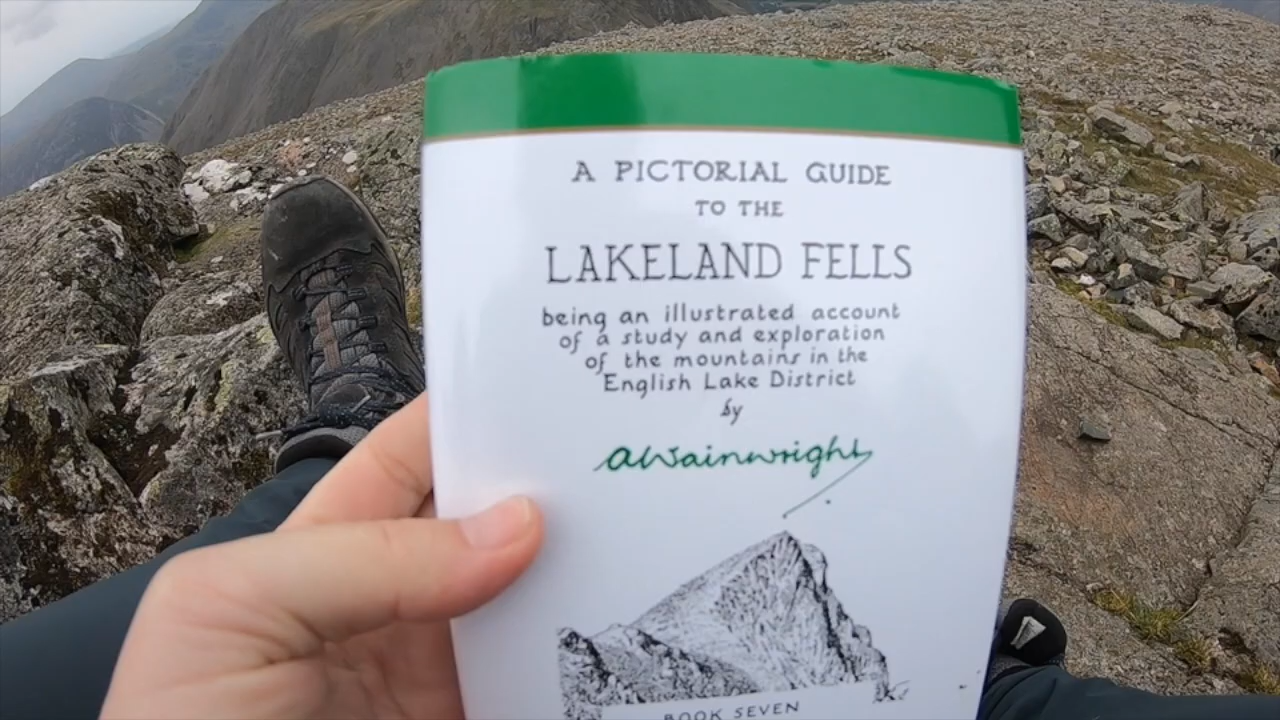 A PICTORIAL GUIDE
TO THE
LAKELAND FELLS
being an illustrated account
of a study and exploration
of the mountains in the
English Lake District
by
AWainwright
BOOK SEVEN